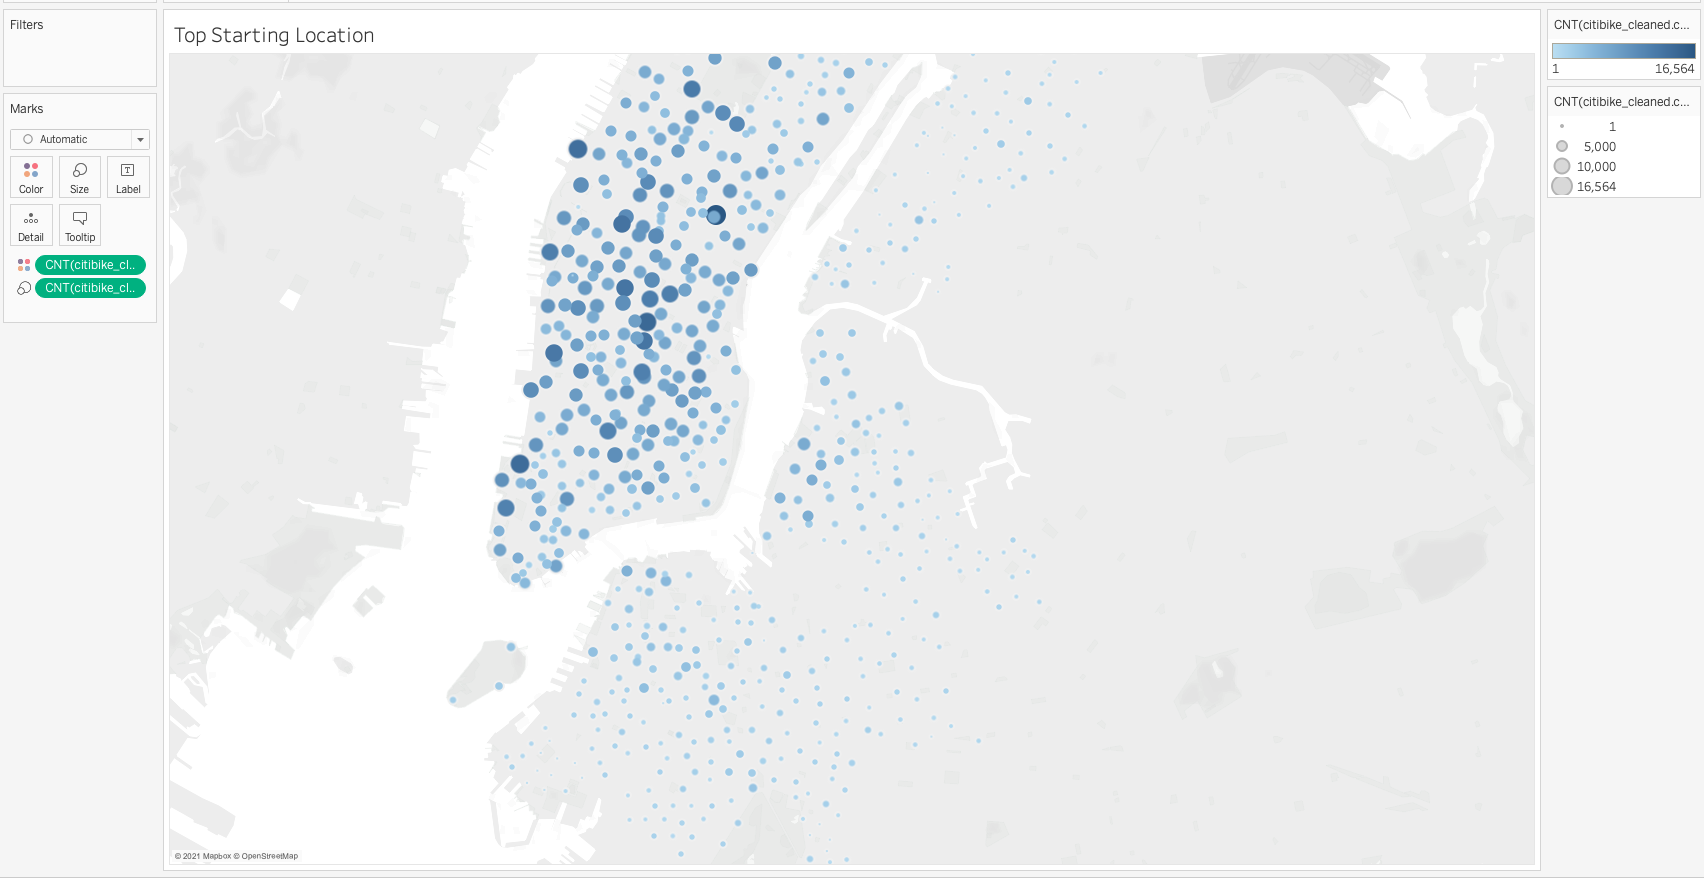 Filters
Marks
Automatic
Color
Size
Label
Detail
Tooltip
CNT(citibike_cl..
CNT(citibike_cl..
Top Starting Location
© 2021 Mapbox © OpenStreetMap
CNT(citibike_cleaned.c...
1
16,564
CNT(citibike_cleaned.c...
1
5,000
10,000
16,564